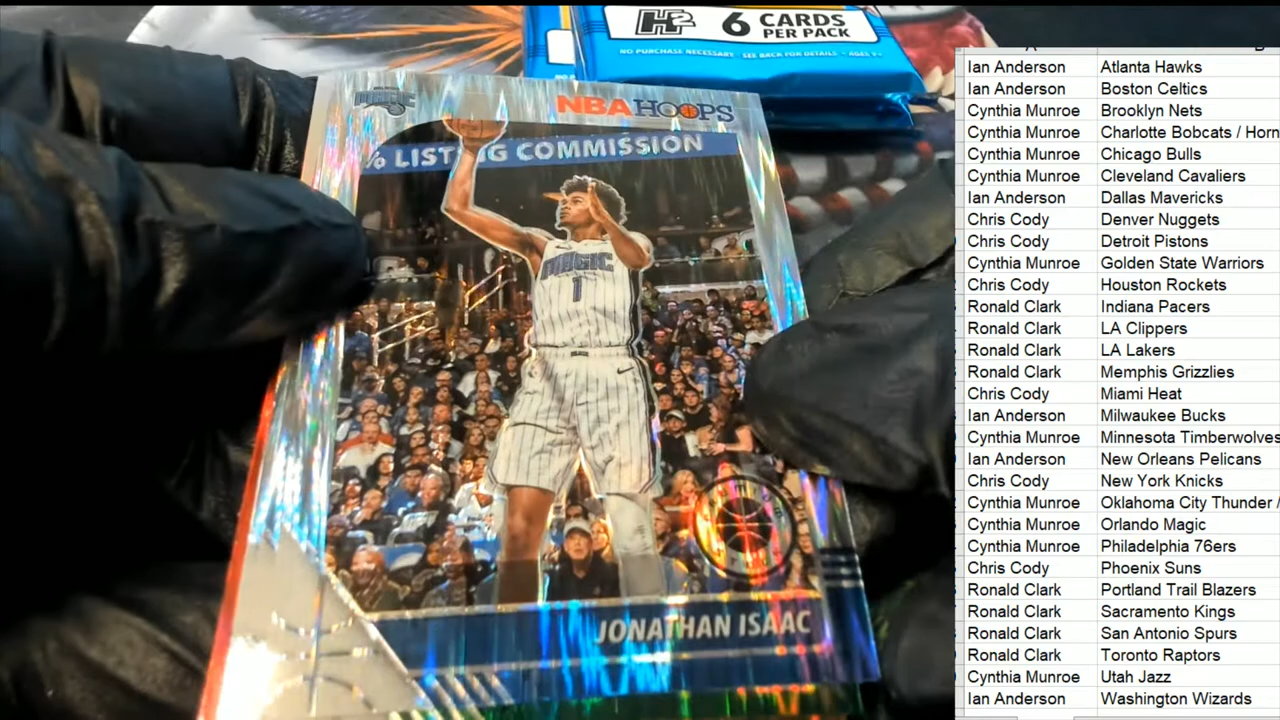 H2 6 CARDS PER PACK
NO PURCHASE NECESSARY - SEE BACK FOR DETAILS - AGES 9+
MAGIC
NBA HOOPS
% LISTING COMMISSION
MAGIC
1
JONATHAN ISAAC
Ian Anderson Atlanta Hawks
Ian Anderson Boston Celtics
Cynthia Munroe Brooklyn Nets
Cynthia Munroe Charlotte Bobcats / Horn
Cynthia Munroe Chicago Bulls
Cynthia Munroe Cleveland Cavaliers
Ian Anderson Dallas Mavericks
Chris Cody Denver Nuggets
Chris Cody Detroit Pistons
Cynthia Munroe Golden State Warriors
Chris Cody Houston Rockets
Ronald Clark Indiana Pacers
Ronald Clark LA Clippers
Ronald Clark LA Lakers
Ronald Clark Memphis Grizzlies
Chris Cody Miami Heat
Ian Anderson Milwaukee Bucks
Cynthia Munroe Minnesota Timberwolves
Ian Anderson New Orleans Pelicans
Chris Cody New York Knicks
Cynthia Munroe Oklahoma City Thunder /
Cynthia Munroe Orlando Magic
Cynthia Munroe Philadelphia 76ers
Chris Cody Phoenix Suns
Ronald Clark Portland Trail Blazers
Ronald Clark Sacramento Kings
Ronald Clark San Antonio Spurs
Ronald Clark Toronto Raptors
Cynthia Munroe Utah Jazz
Ian Anderson Washington Wizards